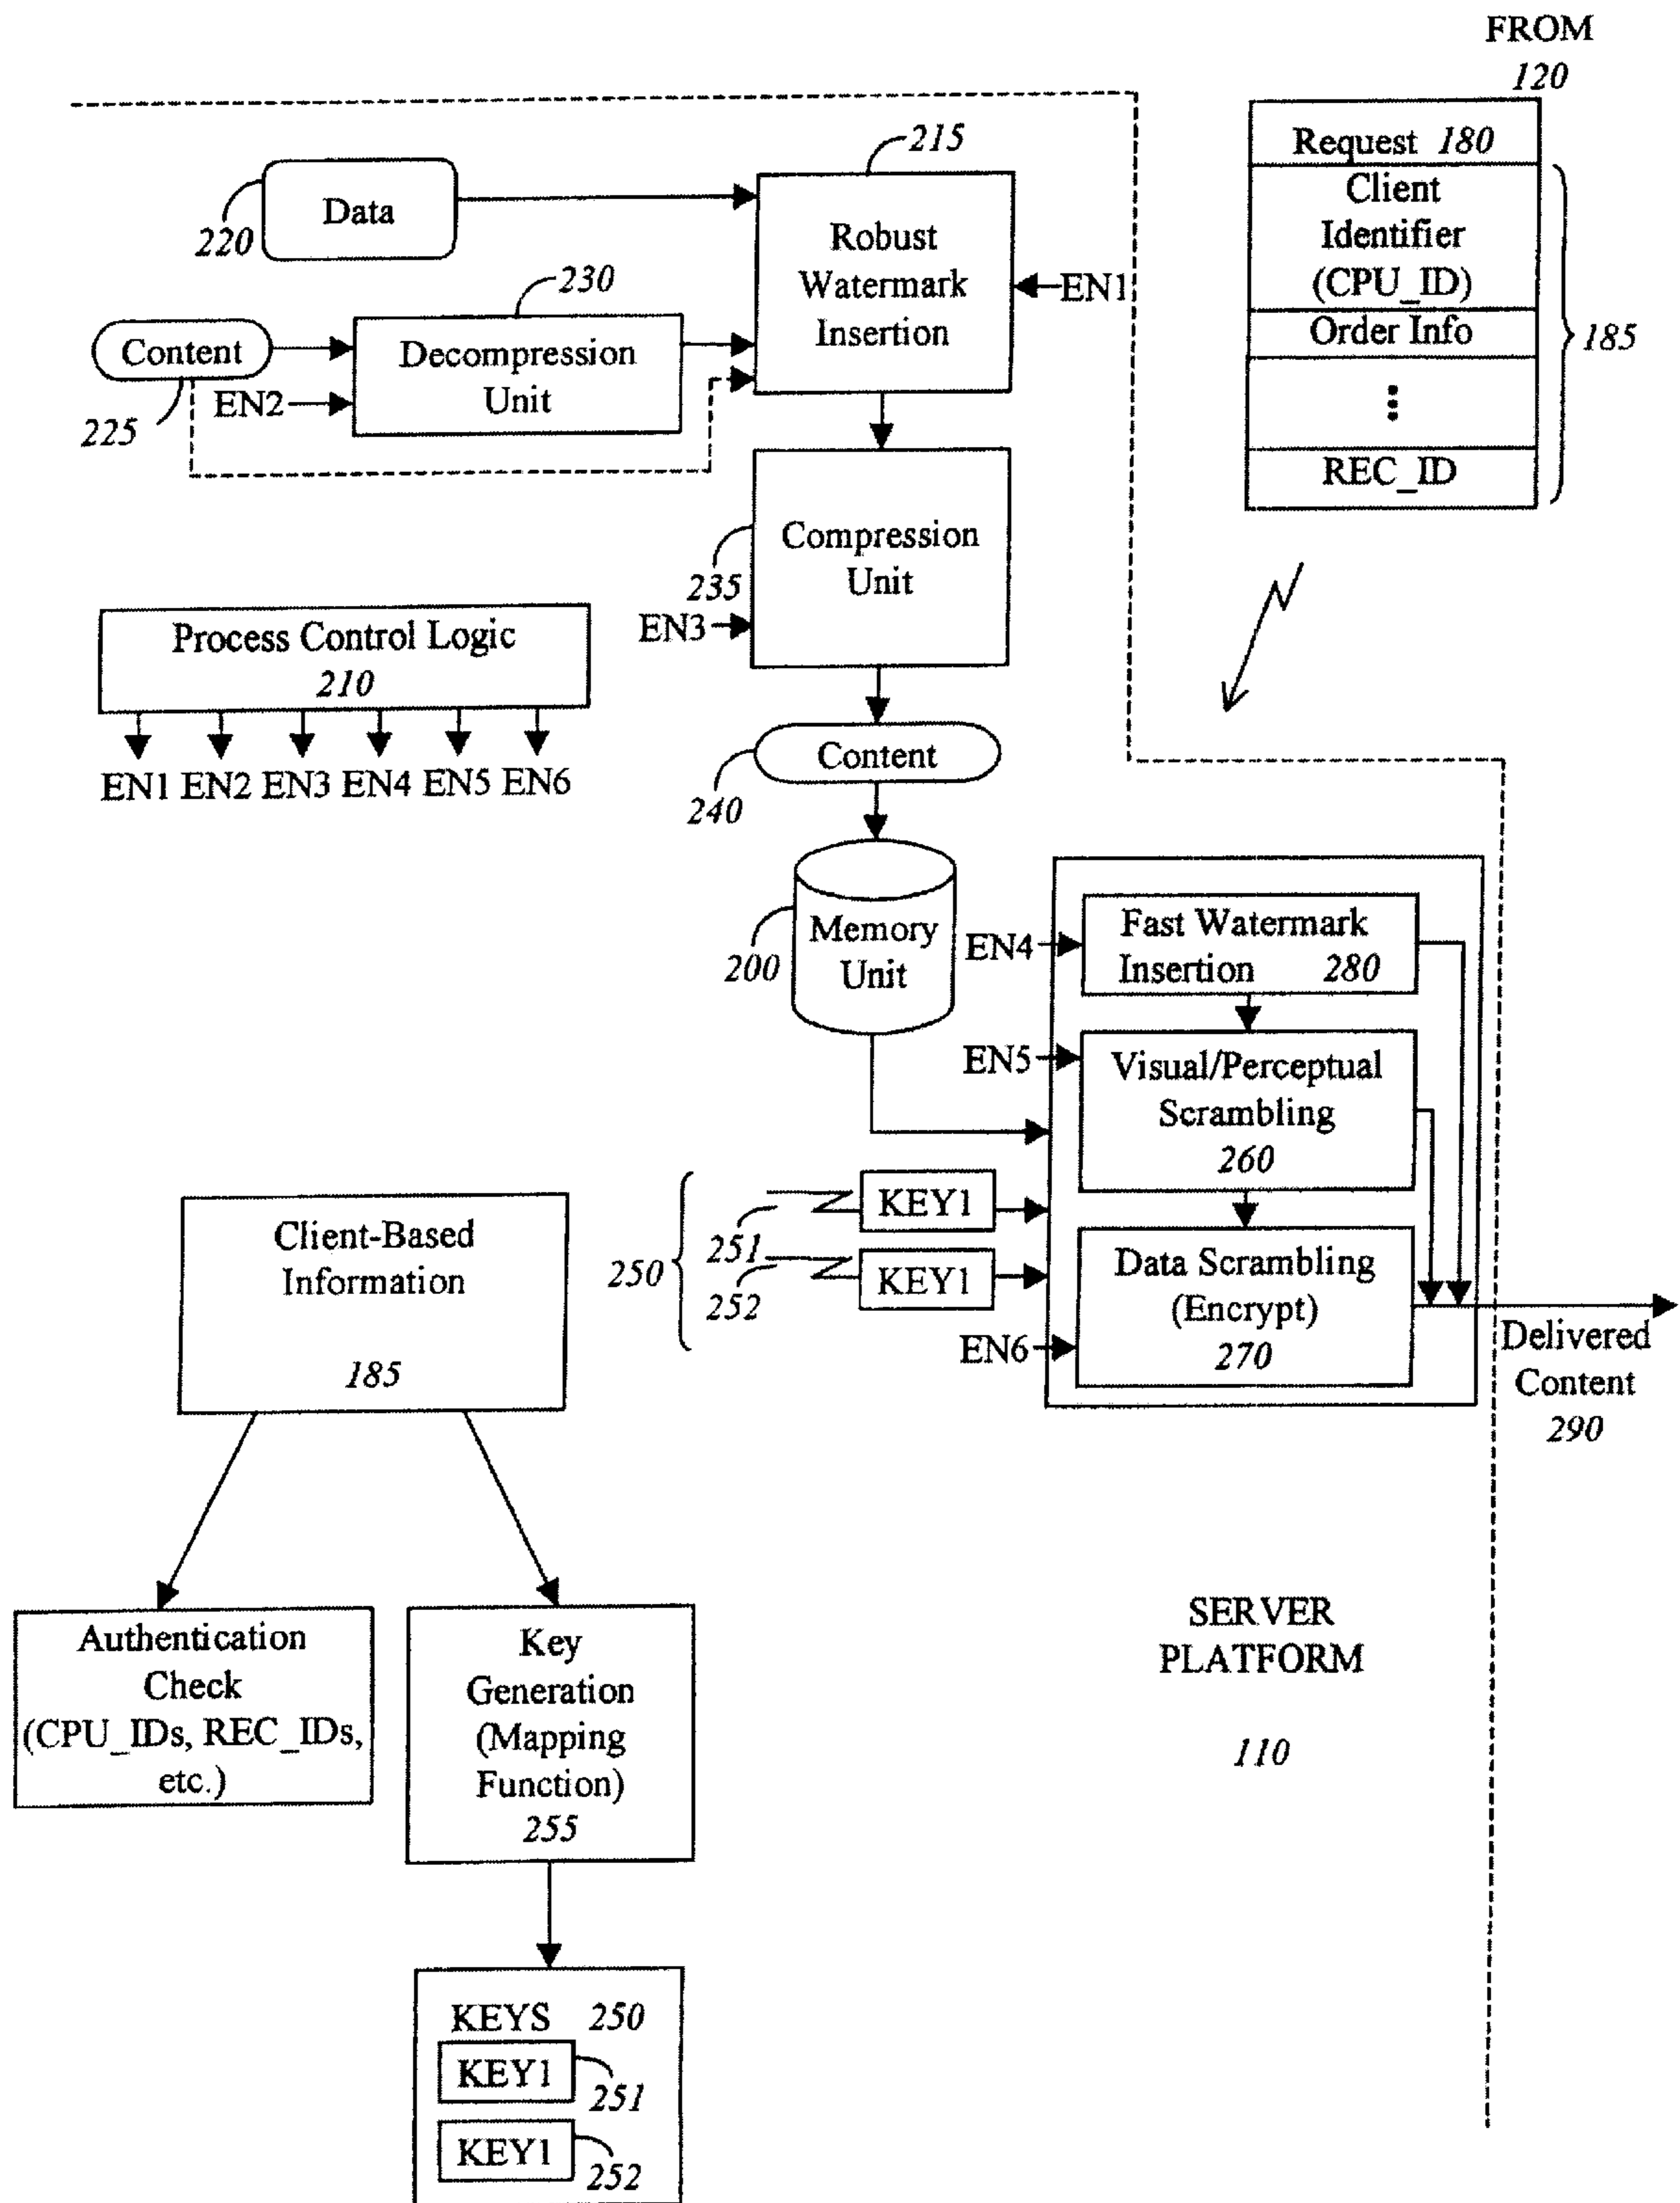 FROM
120
Request 180
Client
Identifier
(CPU_ID)
Order Info
REC_ID
185
215
Data
220
Robust
Watermark
Insertion
EN1
230
Content
225
EN2
Decompression
Unit
Compression
Unit
235
EN3
Process Control Logic
210
EN1 EN2 EN3 EN4 EN5 EN6
Content
240
Memory
Unit
200
EN4
Fast Watermark
Insertion 280
EN5
Visual/Perceptual
Scrambling
260
Client-Based
Information
185
250
251
KEY1
252
KEY1
Data Scrambling
(Encrypt)
270
EN6
Delivered
Content
290
Authentication
Check
(CPU_IDs, REC_IDs,
etc.)
Key
Generation
(Mapping
Function)
255
SERVER
PLATFORM
110
KEYS 250
KEY1
251
KEY1
252